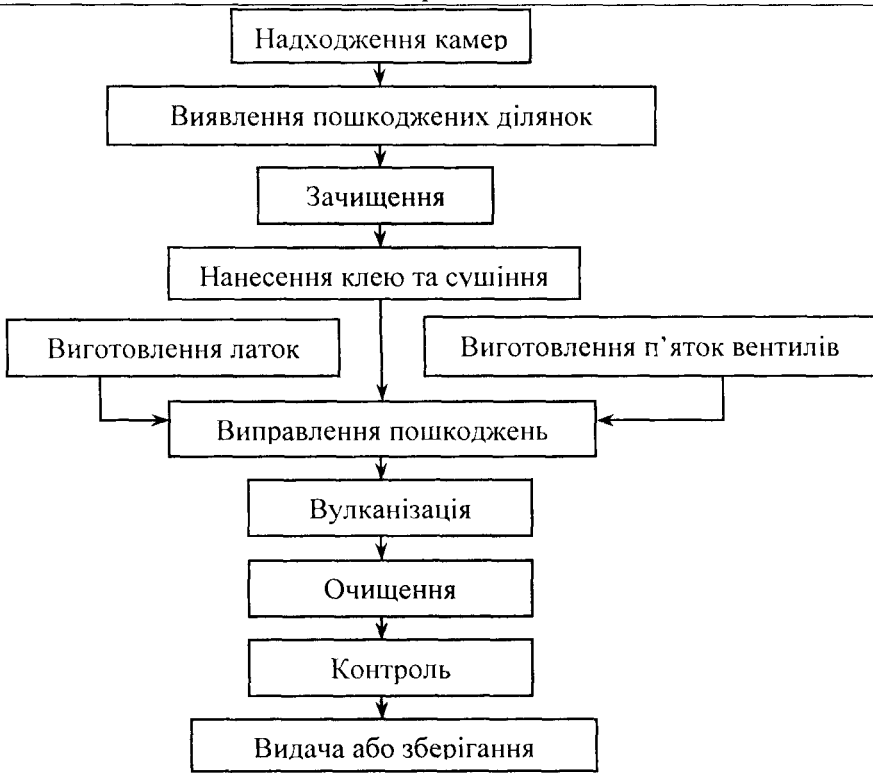 Надходження камер
Виявлення пошкоджених ділянок
Зачищення
Нанесення клею та сушіння
Виготовлення латок
Виготовлення п’яток вентилів
Виправлення пошкоджень
Вулканізація
Очищення
Контроль
Видача або зберігання